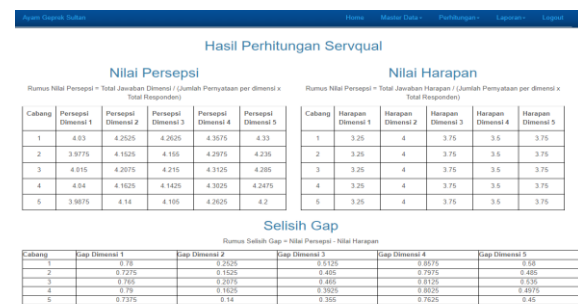 Ayam Geprek Sultan Home Master Data Perhitungan Laporan Logout
Hasil Perhitungan Servqual
Nilai Persepsi
Rumus Nilai Persepsi = Total Jawaban Dimensi / (Jumlah Pernyataan per dimensi x
Total Responden)
Cabang Persepsi Dimensi 1 Persepsi Dimensi 2 Persepsi Dimensi 3 Persepsi Dimensi 4 Persepsi Dimensi 5
1 4.03 4.2525 4.2625 4.3575 4.33
2 3.9775 4.1525 4.155 4.2975 4.235
3 4.015 4.2075 4.215 4.3125 4.285
4 4.04 4.1625 4.1425 4.3025 4.2475
5 3.9875 4.14 4.105 4.2625 4.2
Nilai Harapan
Rumus Nilai Persepsi = Total Jawaban Harapan / (Jumlah Pernyataan per dimensi x
Total Responden)
Cabang Harapan Dimensi 1 Harapan Dimensi 2 Harapan Dimensi 3 Harapan Dimensi 4 Harapan Dimensi 5
1 3.25 4 3.75 3.5 3.75
2 3.25 4 3.75 3.5 3.75
3 3.25 4 3.75 3.5 3.75
4 3.25 4 3.75 3.5 3.75
5 3.25 4 3.75 3.5 3.75
Selisih Gap
Rumus Selisih Gap = Nilai Persepsi - Nilai Harapan
Cabang Gap Dimensi 1 Gap Dimensi 2 Gap Dimensi 3 Gap Dimensi 4 Gap Dimensi 5
1 0.78 0.2525 0.5125 0.8575 0.58
2 0.7275 0.1525 0.405 0.7975 0.485
3 0.765 0.2075 0.465 0.8125 0.535
4 0.79 0.1625 0.3925 0.8025 0.4975
5 0.7375 0.14 0.355 0.7625 0.45